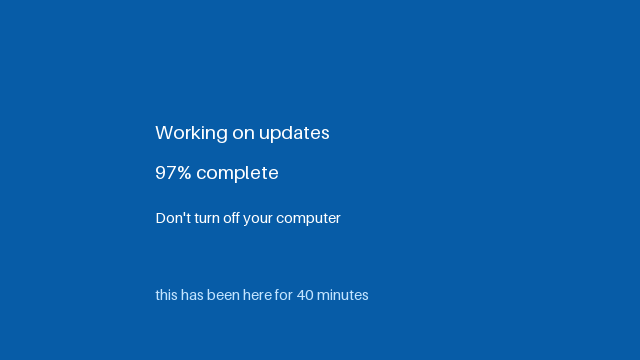 Working on updates
97% complete
Don't turn off your computer
this has been here for 40 minutes